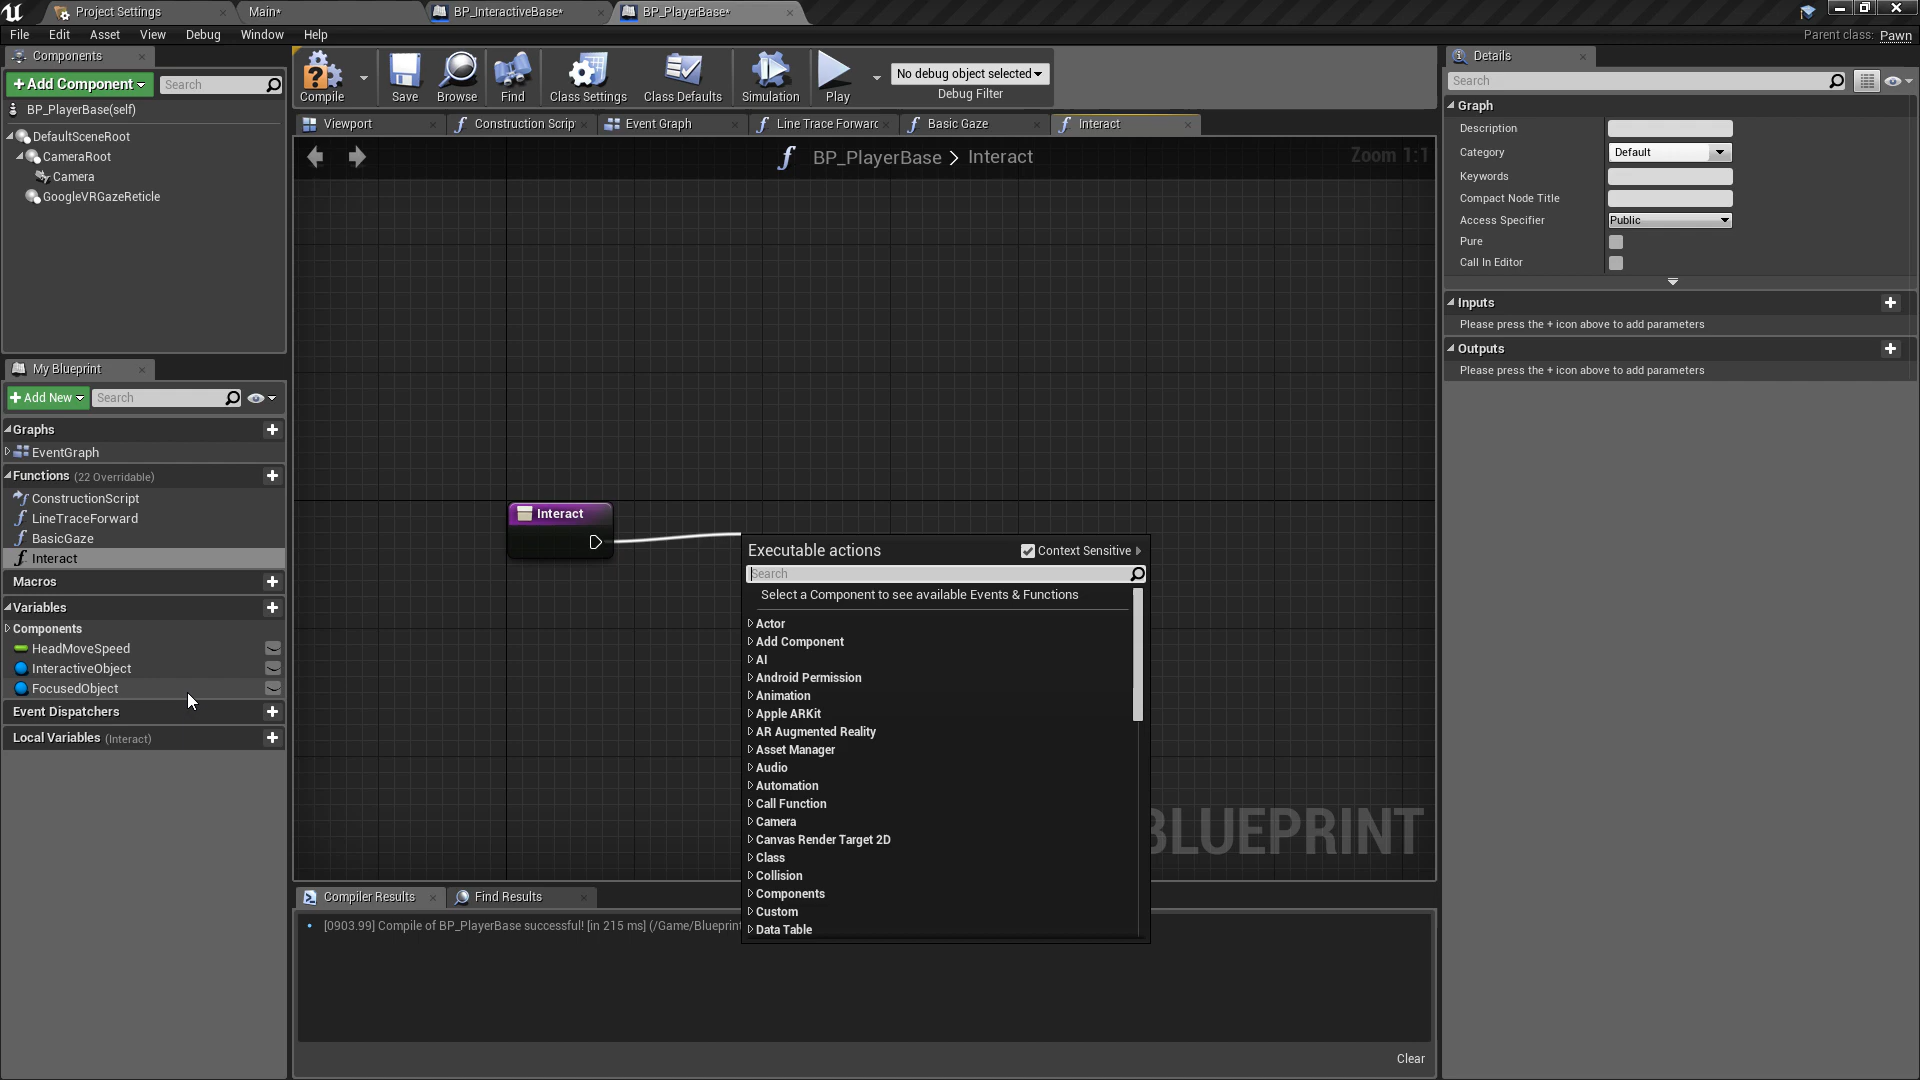 Project Settings
Main*
BP_InteractiveBase*
BP_PlayerBase*
File Edit Asset View Debug Window Help
Parent class: Pawn
Components
+ Add Component
Search
BP_PlayerBase(self)
DefaultSceneRoot
CameraRoot
Camera
GoogleVRGazeReticle
Compile
Save
Browse
Find
Class Settings
Class Defaults
Simulation
Play
No debug object selected
Debug Filter
Viewport
Construction Scrip
Event Graph
Line Trace Forwarc
Basic Gaze
Interact
BP_PlayerBase > Interact
Zoom 1:1
My Blueprint
+ Add New
Search
Graphs
EventGraph
Functions (22 Overridable)
ConstructionScript
LineTraceForward
BasicGaze
Interact
Macros
Variables
Components
HeadMoveSpeed
InteractiveObject
FocusedObject
Event Dispatchers
Local Variables (Interact)
Interact
Executable actions
Context Sensitive
Search
Select a Component to see available Events & Functions
Actor
Add Component
AI
Android Permission
Animation
Apple ARKit
AR Augmented Reality
Asset Manager
Audio
Automation
Call Function
Camera
Canvas Render Target 2D
Class
Collision
Components
Custom
Data Table
BLUEPRINT
Compiler Results
Find Results
[0903.99] Compile of BP_PlayerBase successful! [in 215 ms] (/Game/Blueprint
Clear
Details
Search
Graph
Description
Category
Default
Keywords
Compact Node Title
Access Specifier
Public
Pure
Call In Editor
Inputs
Please press the + icon above to add parameters
Outputs
Please press the + icon above to add parameters